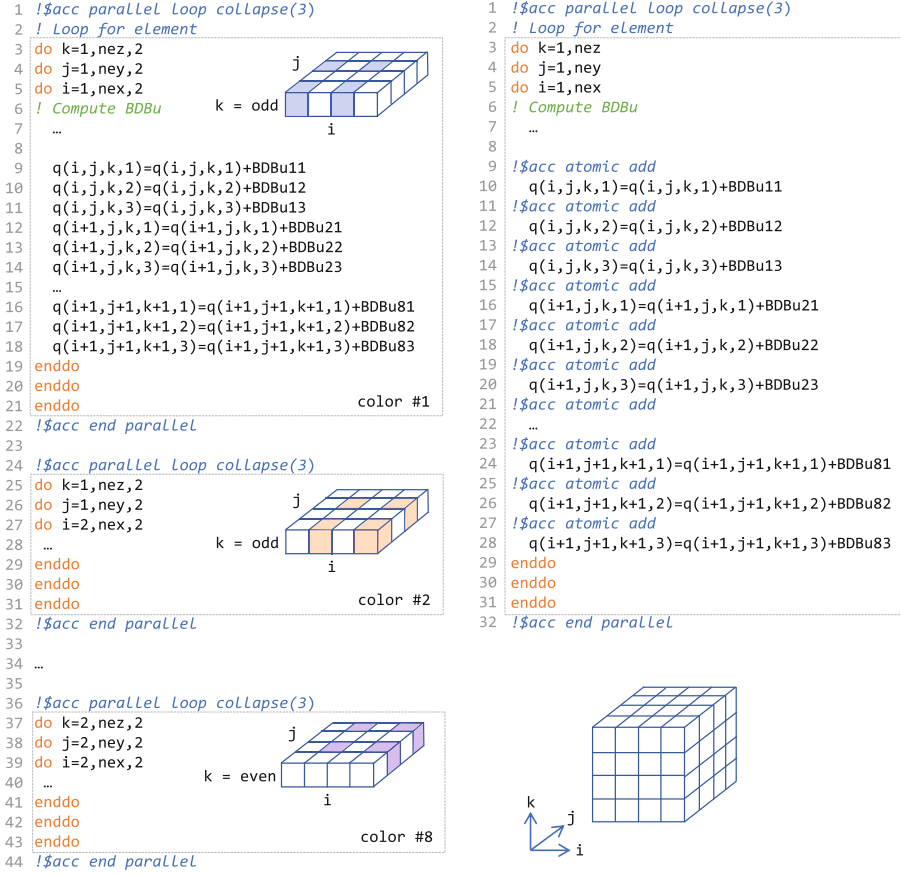 1 !$acc parallel loop collapse(3)
2 ! Loop for element
3 do k=1,nez,2
4 do j=1,ney,2
5 do i=1,nex,2
6 ! Compute BDBu
7 …
8
9 q(i,j,k,1)=q(i,j,k,1)+BDBu11
10 q(i,j,k,2)=q(i,j,k,2)+BDBu12
11 q(i,j,k,3)=q(i,j,k,3)+BDBu13
12 q(i+1,j,k,1)=q(i+1,j,k,1)+BDBu21
13 q(i+1,j,k,2)=q(i+1,j,k,2)+BDBu22
14 q(i+1,j,k,3)=q(i+1,j,k,3)+BDBu23
15 …
16 q(i+1,j+1,k+1,1)=q(i+1,j+1,k+1,1)+BDBu81
17 q(i+1,j+1,k+1,2)=q(i+1,j+1,k+1,2)+BDBu82
18 q(i+1,j+1,k+1,3)=q(i+1,j+1,k+1,3)+BDBu83
19 enddo
20 enddo
21 enddo
j
k = odd
i
color #1
22 !$acc end parallel
23
24 !$acc parallel loop collapse(3)
25 do k=1,nez,2
26 do j=1,ney,2
27 do i=2,nex,2
28 …
29 enddo
30 enddo
31 enddo
j
k = odd
i
color #2
32 !$acc end parallel
33
34 …
35
36 !$acc parallel loop collapse(3)
37 do k=2,nez,2
38 do j=2,ney,2
39 do i=2,nex,2
40 …
41 enddo
42 enddo
43 enddo
j
k = even
i
color #8
44 !$acc end parallel
1 !$acc parallel loop collapse(3)
2 ! Loop for element
3 do k=1,nez
4 do j=1,ney
5 do i=1,nex
6 ! Compute BDBu
7 …
8
9 !$acc atomic add
10 q(i,j,k,1)=q(i,j,k,1)+BDBu11
11 !$acc atomic add
12 q(i,j,k,2)=q(i,j,k,2)+BDBu12
13 !$acc atomic add
14 q(i,j,k,3)=q(i,j,k,3)+BDBu13
15 !$acc atomic add
16 q(i+1,j,k,1)=q(i+1,j,k,1)+BDBu21
17 !$acc atomic add
18 q(i+1,j,k,2)=q(i+1,j,k,2)+BDBu22
19 !$acc atomic add
20 q(i+1,j,k,3)=q(i+1,j,k,3)+BDBu23
21 !$acc atomic add
22 …
23 !$acc atomic add
24 q(i+1,j+1,k+1,1)=q(i+1,j+1,k+1,1)+BDBu81
25 !$acc atomic add
26 q(i+1,j+1,k+1,2)=q(i+1,j+1,k+1,2)+BDBu82
27 !$acc atomic add
28 q(i+1,j+1,k+1,3)=q(i+1,j+1,k+1,3)+BDBu83
29 enddo
30 enddo
31 enddo
32 !$acc end parallel
k
j
i